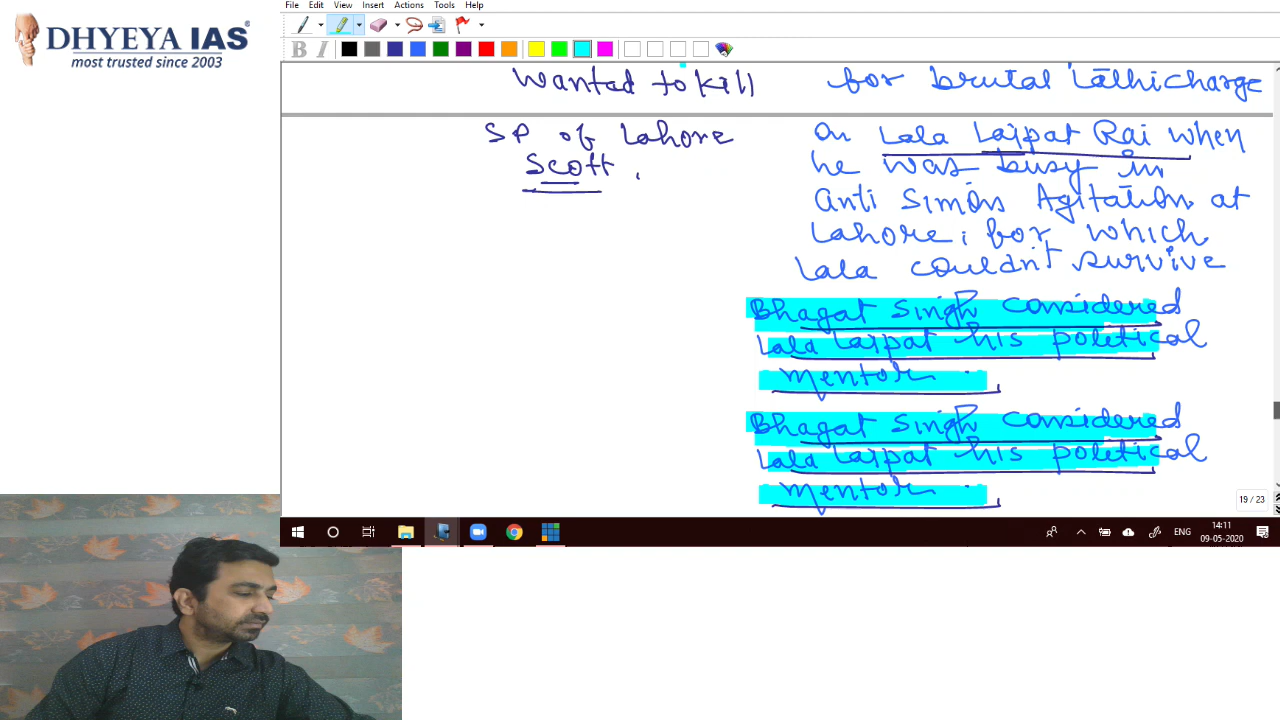 DHYEYA IAS®
most trusted since 2003
File Edit View Insert Actions Tools Help
B I
wanted to kill
SP of Lahore
Scott.
for brutal Lathicharge
on Lala Lajpat Rai when
he was busy in
anti Simon Agitation at
Lahore; for which
Lala couldn't survive
Bhagat Singh considered
Lala Lajpat his political
mentor.
Bhagat Singh considered
Lala Lajpat his political
mentor.
19 / 23
ENG
14:11
09-05-2020